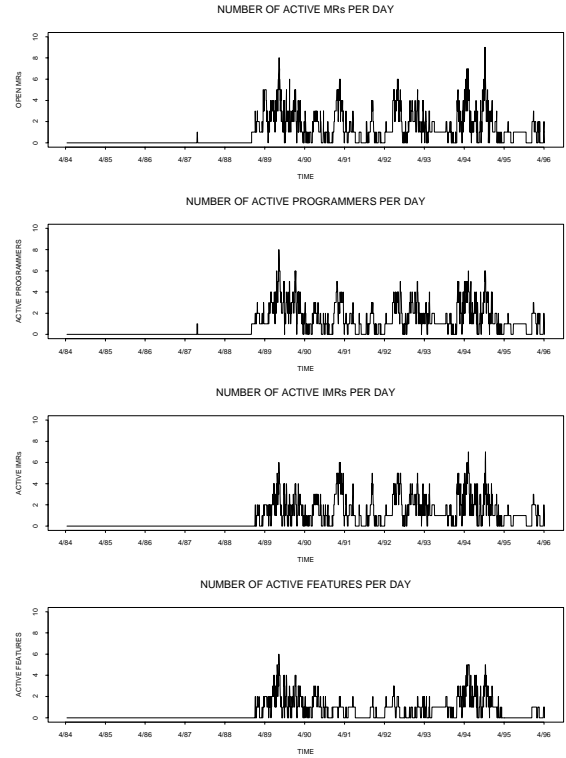 NUMBER OF ACTIVE MRs PER DAY
10
8
6
4
2
0
OPEN MRs
4/84 4/85 4/86 4/87 4/88 4/89 4/90 4/91 4/92 4/93 4/94 4/95 4/96
TIME
NUMBER OF ACTIVE PROGRAMMERS PER DAY
10
8
6
4
2
0
ACTIVE PROGRAMMERS
4/84 4/85 4/86 4/87 4/88 4/89 4/90 4/91 4/92 4/93 4/94 4/95 4/96
TIME
NUMBER OF ACTIVE IMRs PER DAY
10
8
6
4
2
0
ACTIVE IMRs
4/84 4/85 4/86 4/87 4/88 4/89 4/90 4/91 4/92 4/93 4/94 4/95 4/96
TIME
NUMBER OF ACTIVE FEATURES PER DAY
10
8
6
4
2
0
ACTIVE FEATURES
4/84 4/85 4/86 4/87 4/88 4/89 4/90 4/91 4/92 4/93 4/94 4/95 4/96
TIME